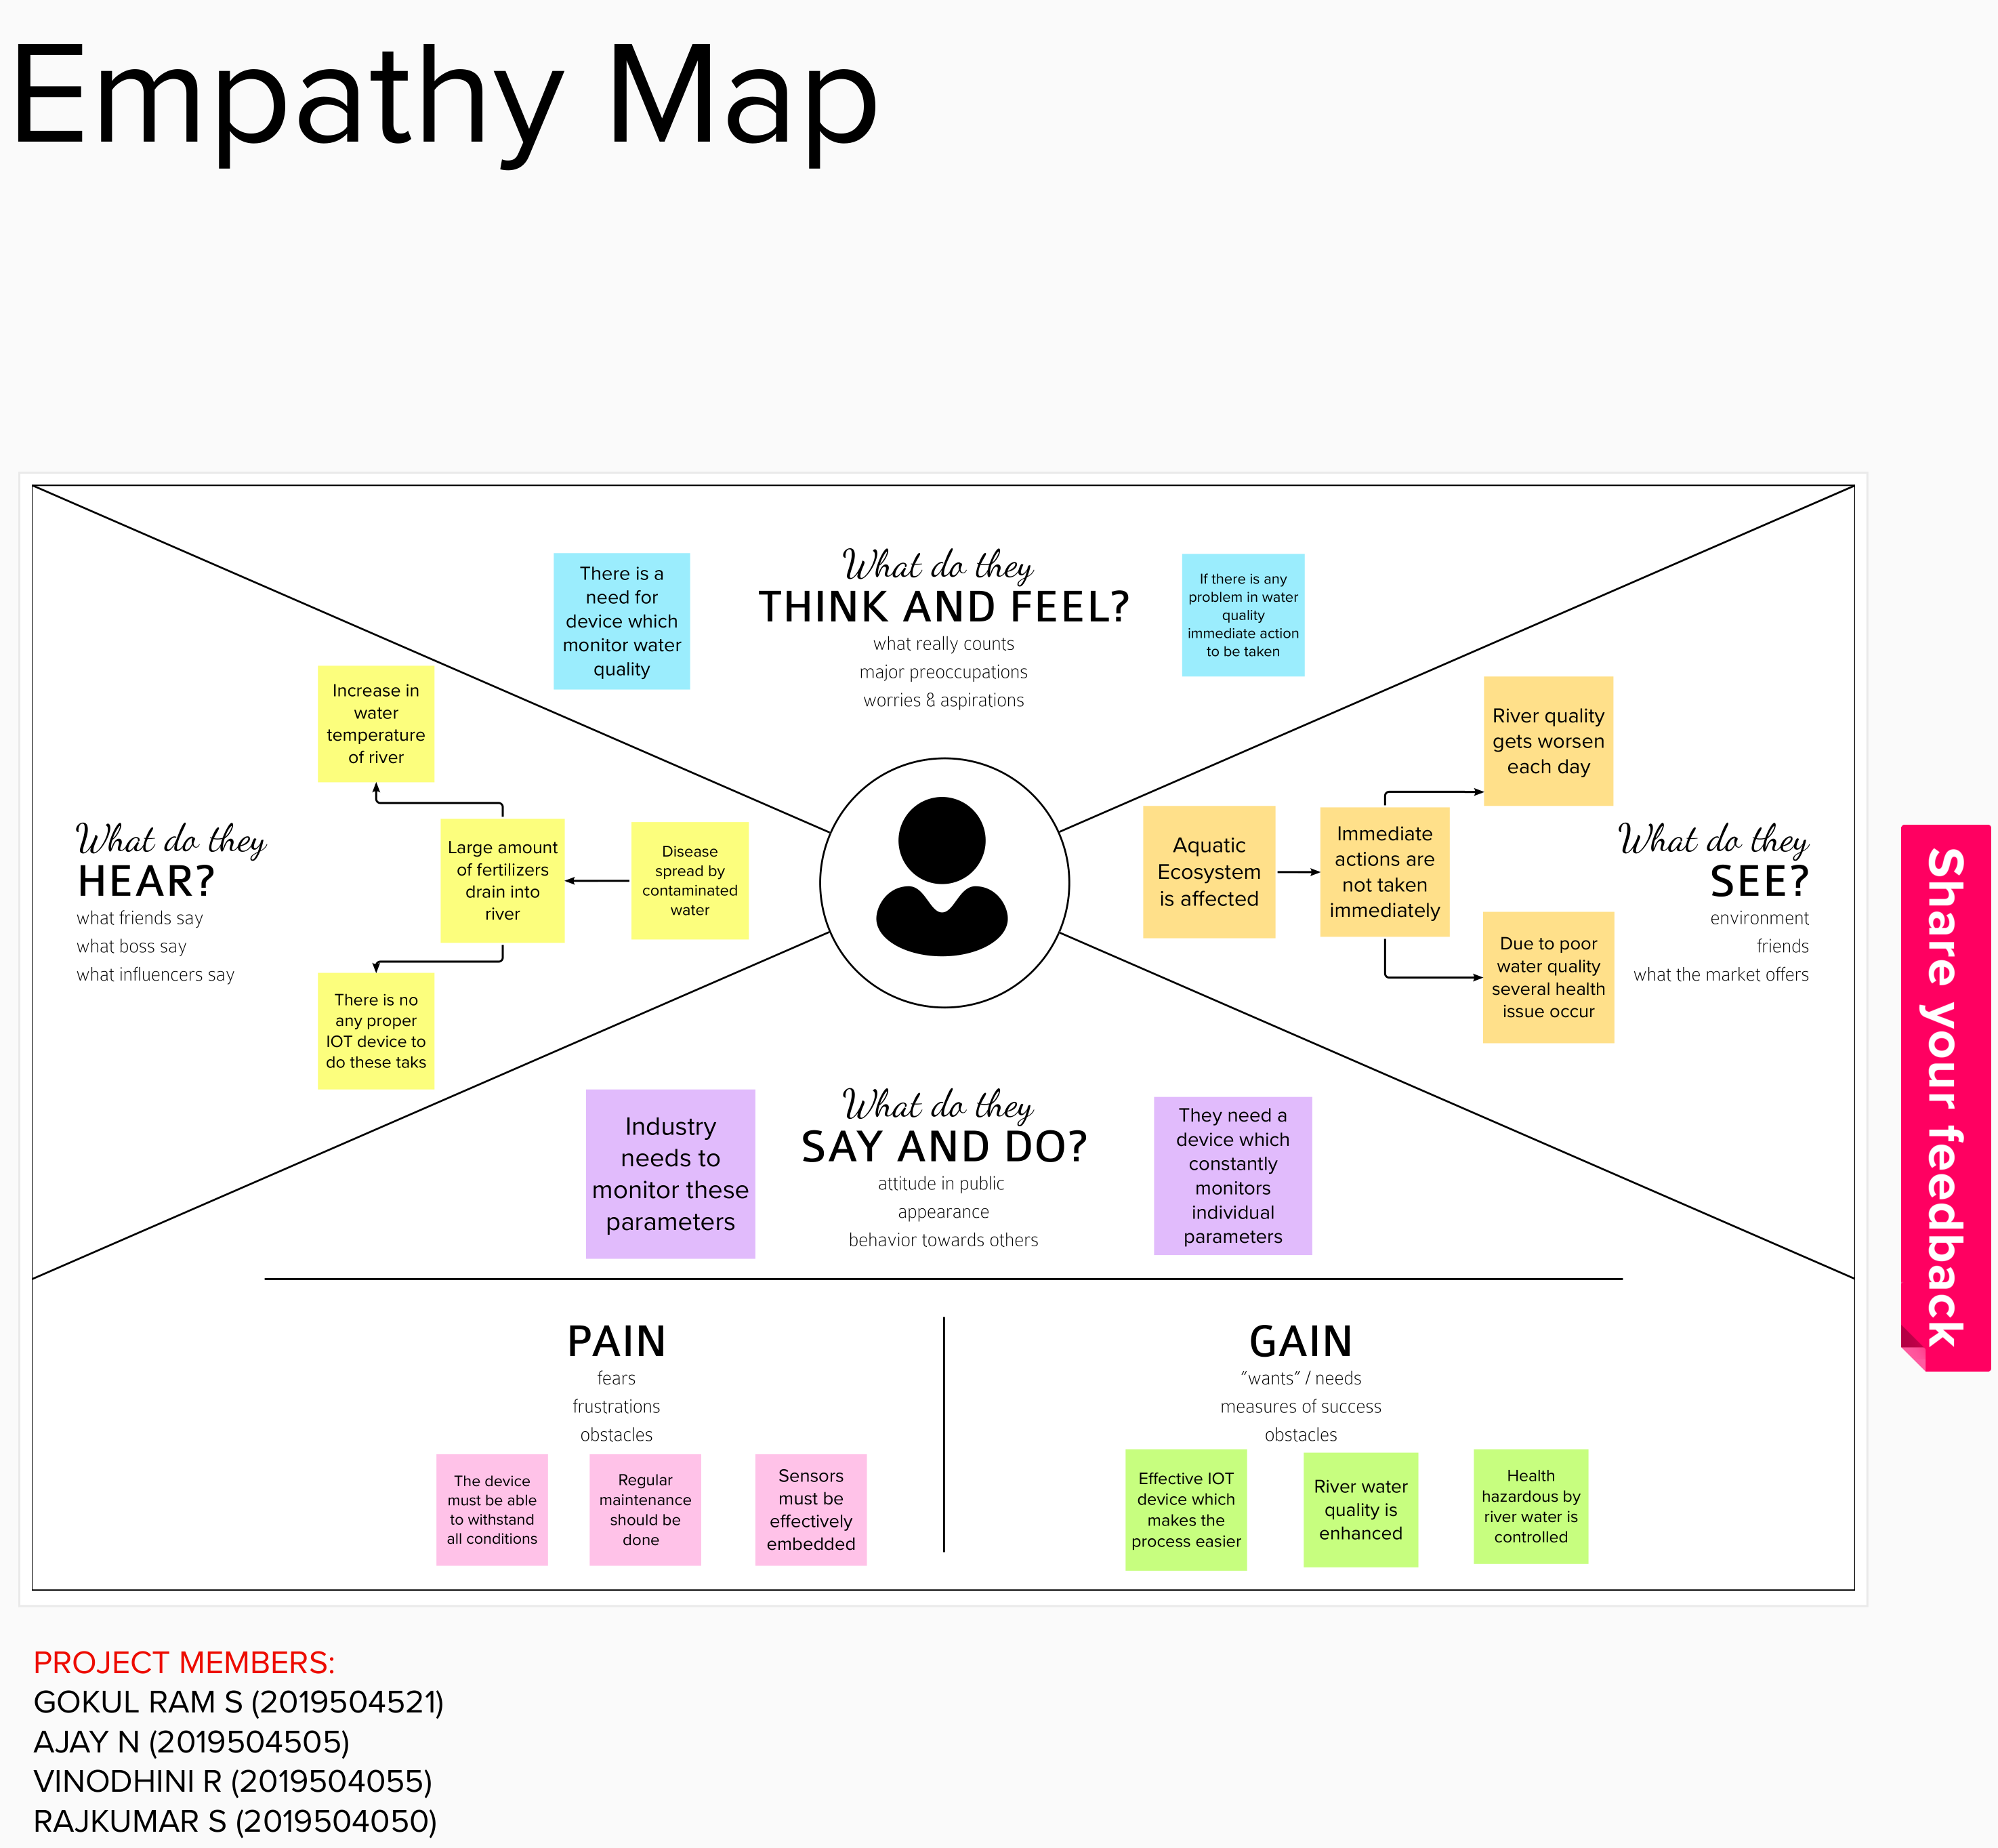 Empathy Map
What do they
THINK AND FEEL?
what really counts
major preoccupations
worries & aspirations
There is a
need for
device which
monitor water
quality
If there is any
problem in water
quality
immediate action
to be taken
What do they
HEAR?
what friends say
what boss say
what influencers say
Increase in
water
temperature
of river
Large amount
of fertilizers
drain into
river
Disease
spread by
contaminated
water
There is no
any proper
IOT device to
do these taks
Aquatic
Ecosystem
is affected
Immediate
actions are
not taken
immediately
River quality
gets worsen
each day
Due to poor
water quality
several health
issue occur
What do they
SEE?
environment
friends
what the market offers
Share your feedback
Industry
needs to
monitor these
parameters
What do they
SAY AND DO?
attitude in public
appearance
behavior towards others
They need a
device which
constantly
monitors
individual
parameters
PAIN
fears
frustrations
obstacles
The device
must be able
to withstand
all conditions
Regular
maintenance
should be
done
Sensors
must be
effectively
embedded
GAIN
“wants” / needs
measures of success
obstacles
Effective IOT
device which
makes the
process easier
River water
quality is
enhanced
Health
hazardous by
river water is
controlled
PROJECT MEMBERS:
GOKUL RAM S (2019504521)
AJAY N (2019504505)
VINODHINI R (2019504055)
RAJKUMAR S (2019504050)